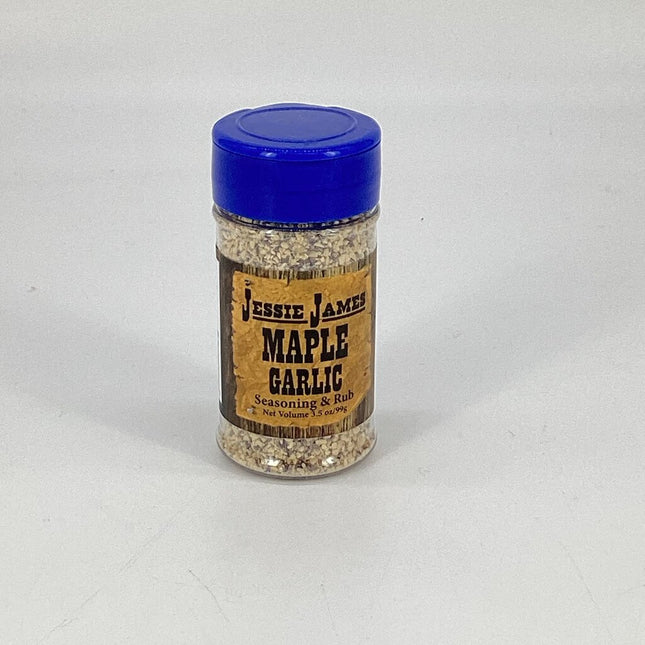 JESSIE JAMES
MAPLE
GARLIC
Seasoning & Rub
Net Volume 3.5 oz/99g